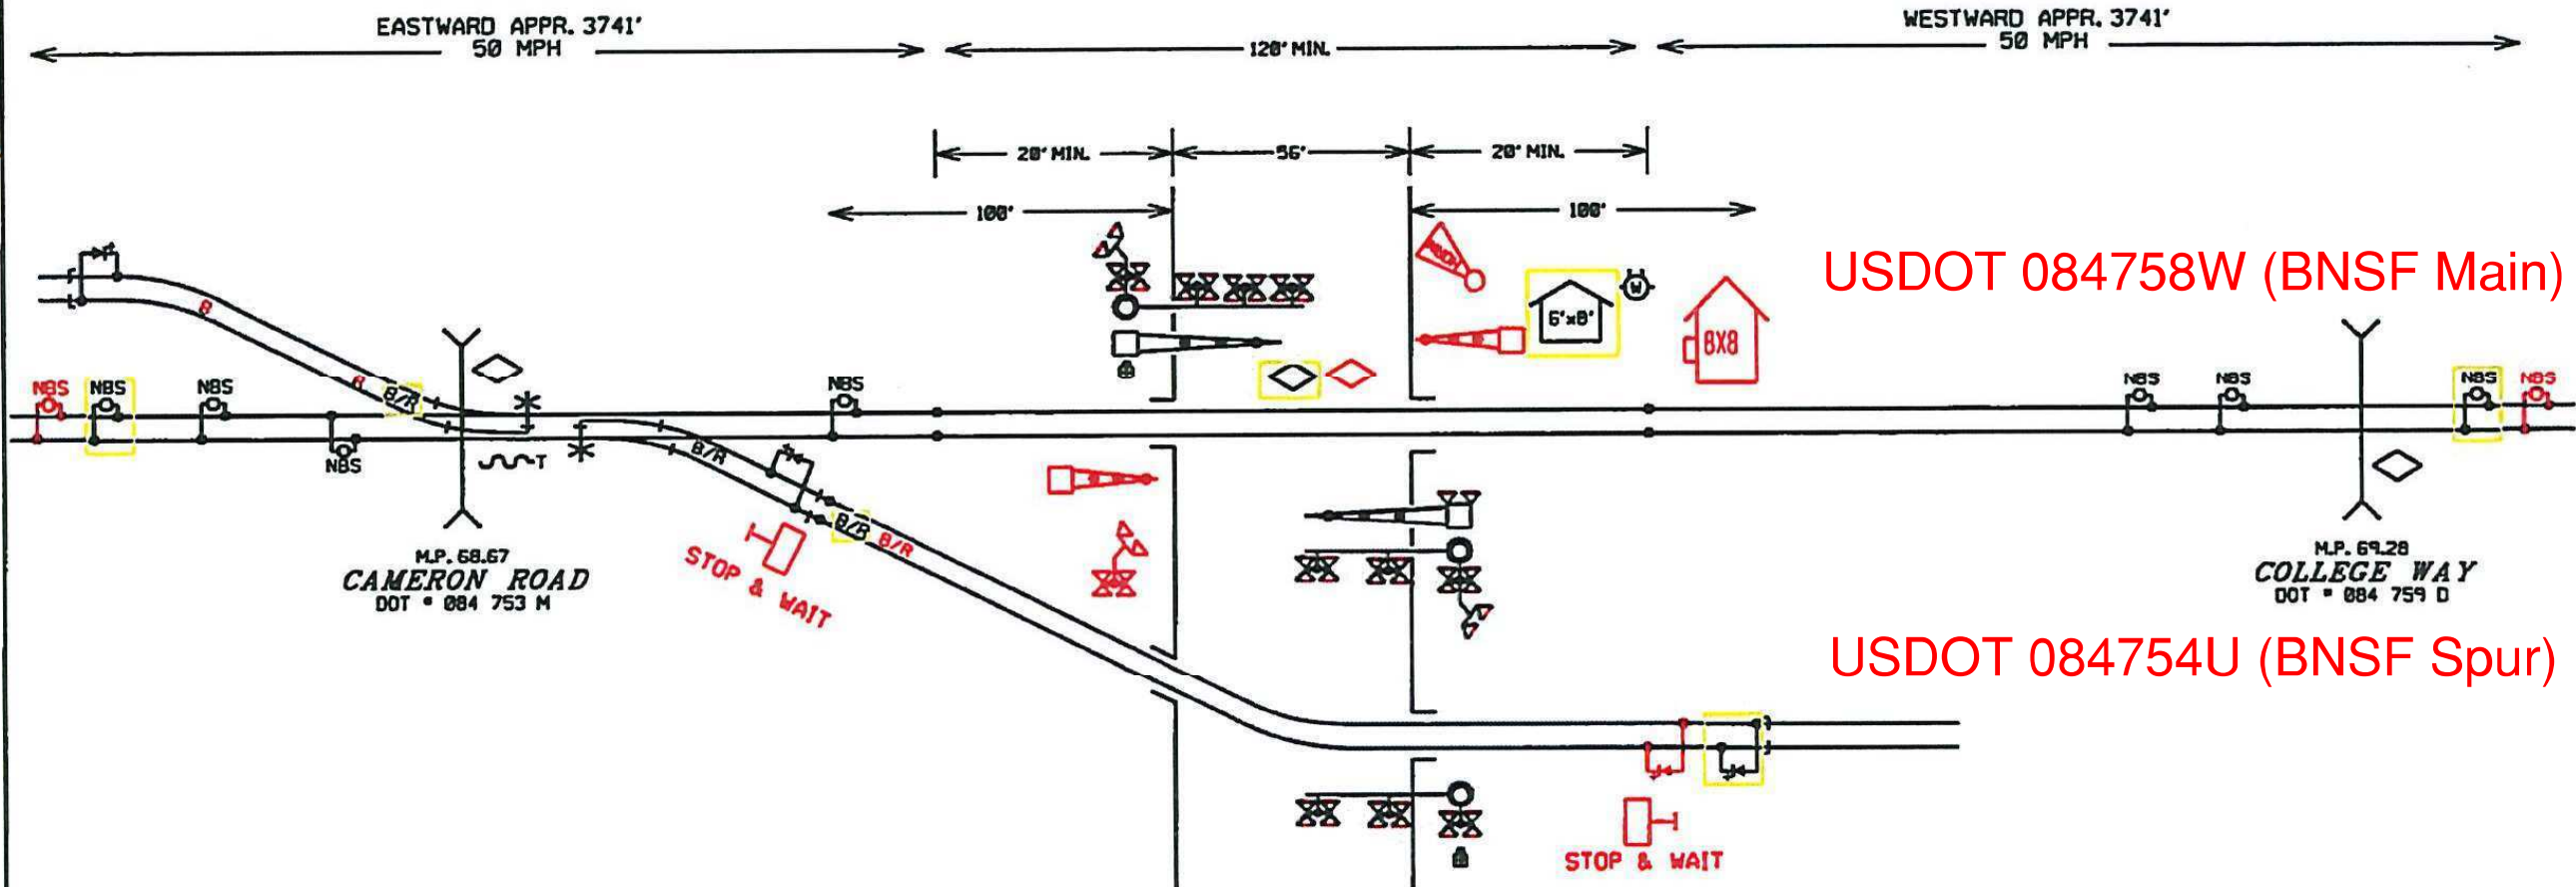 EASTWARD APPR. 3741'
50 MPH
120' MIN.
WESTWARD APPR. 3741'
50 MPH
20' MIN.
56'
20' MIN.
100'
100'
USDOT 084758W (BNSF Main)
6'x8'
W
8X8
B
B
B/R
NBS
NBS
NBS
NBS
NBS
NBS
NBS
NBS
NBS
T
B/R
B/R
B/R
STOP & WAIT
M.P. 68.67
CAMERON ROAD
DOT # 084 753 M
M.P. 69.28
COLLEGE WAY
DOT # 084 759 D
USDOT 084754U (BNSF Spur)
STOP & WAIT